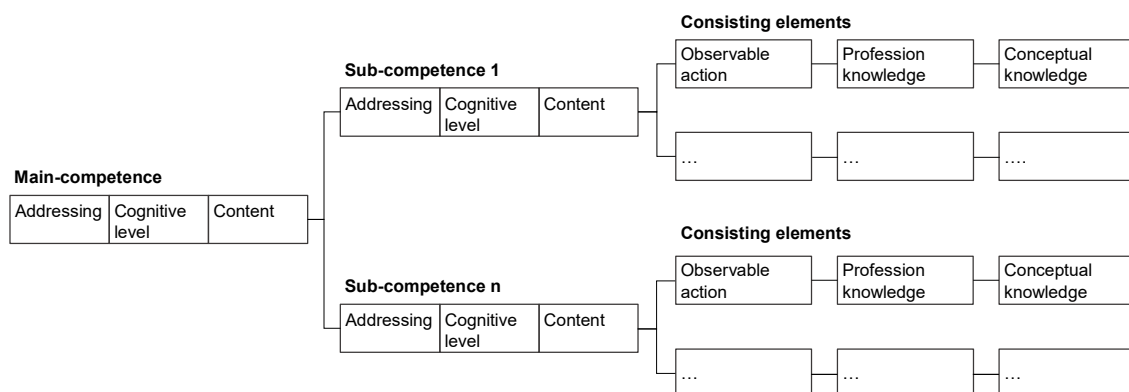 Consisting elements
Observable action
Profession knowledge
Conceptual knowledge
Sub-competence 1
Addressing
Cognitive level
Content
…
…
….
Main-competence
Addressing
Cognitive level
Content
Consisting elements
Observable action
Profession knowledge
Conceptual knowledge
Sub-competence n
Addressing
Cognitive level
Content
…
…
…